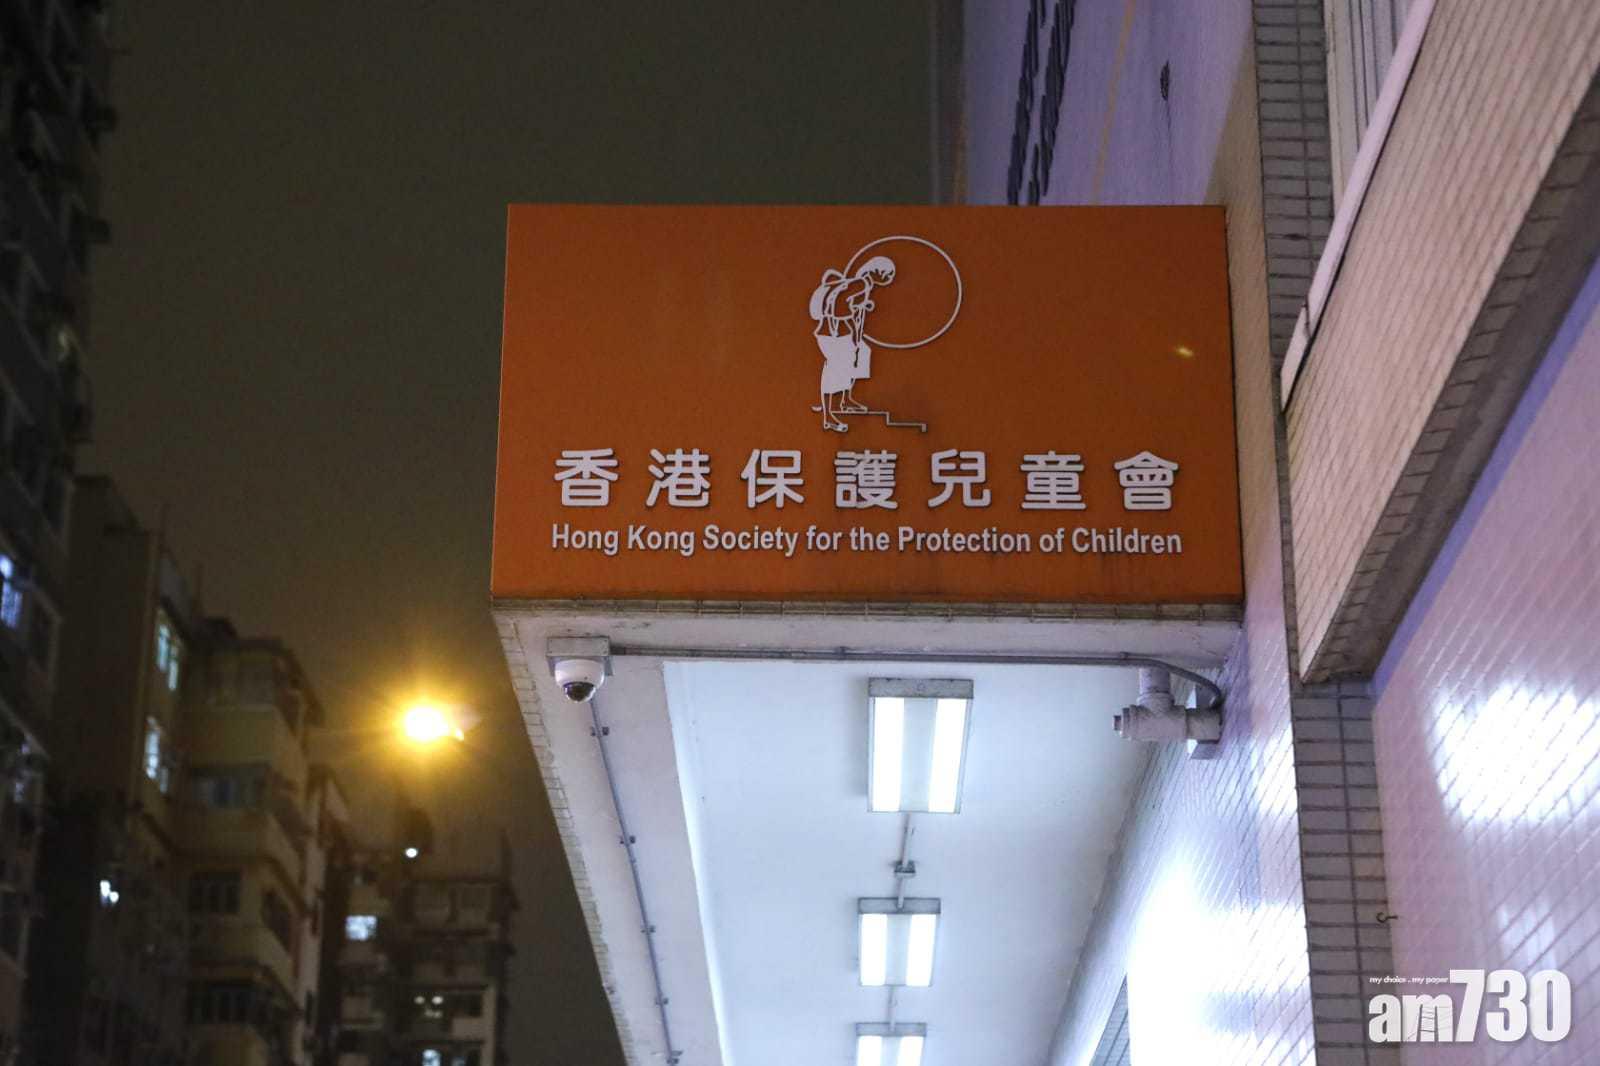 香港保護兒童會
Hong Kong Society for the Protection of Children
my choice . my paper
am730